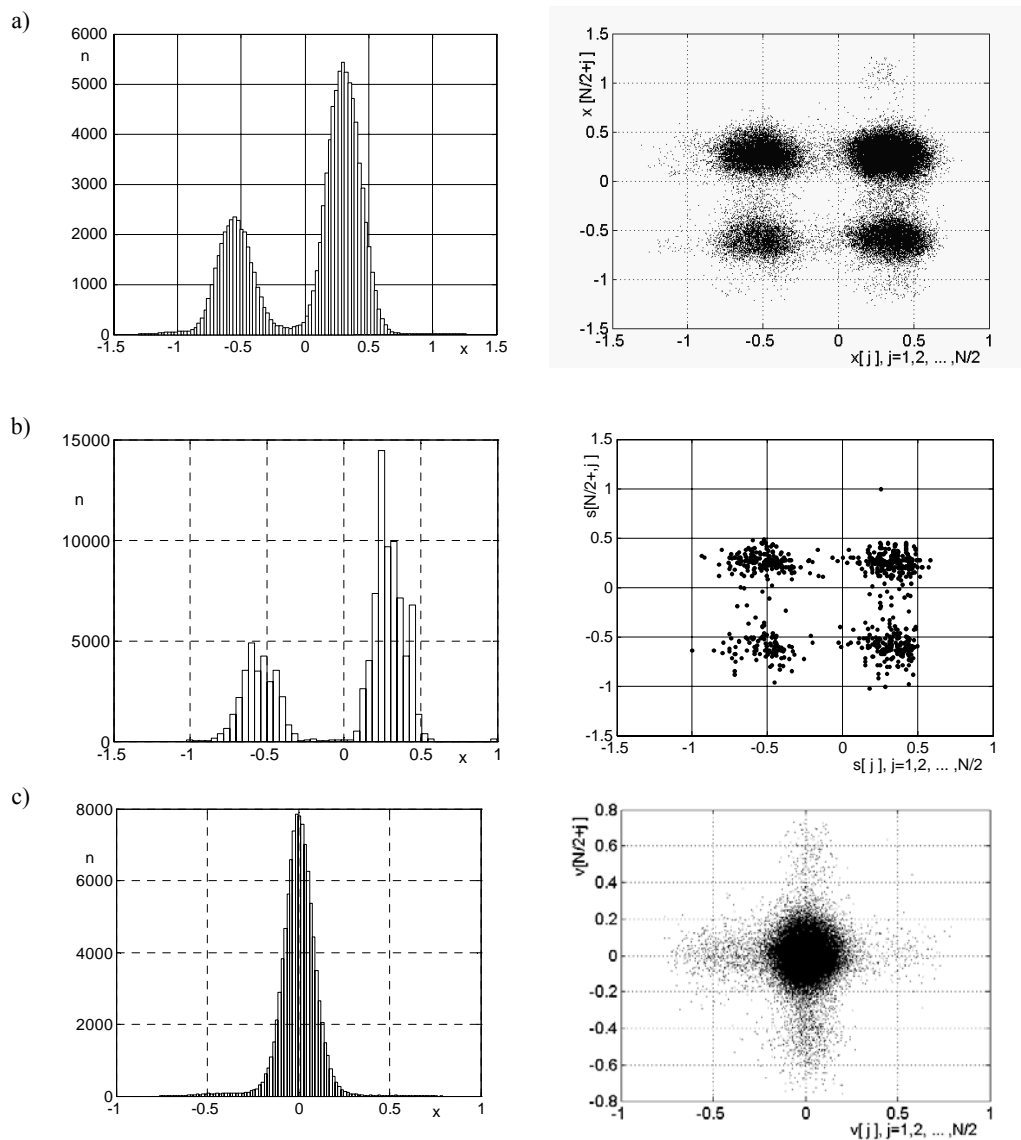 a)
6000
n
5000
4000
3000
2000
1000
0
-1.5 -1 -0.5 0 0.5 1 1.5
x
x [N/2+j]
1.5
1
0.5
0
-0.5
-1
-1.5
-1.5 -1 -0.5 0 0.5 1
x[ j ], j=1,2, ... ,N/2
b)
15000
n
10000
5000
0
-1.5 -1 -0.5 0 0.5 1
x
s[N/2+,j ]
1.5
1
0.5
0
-0.5
-1
-1.5
-1.5 -1 -0.5 0 0.5 1
s[ j ], j=1,2, ... ,N/2
c)
8000
n
6000
4000
2000
0
-1 -0.5 0 0.5 1
x
v[N/2+j ]
0.8
0.6
0.4
0.2
0
-0.2
-0.4
-0.6
-0.8
-1 -0.5 0 0.5 1
v[ j ], j=1,2, ... ,N/2